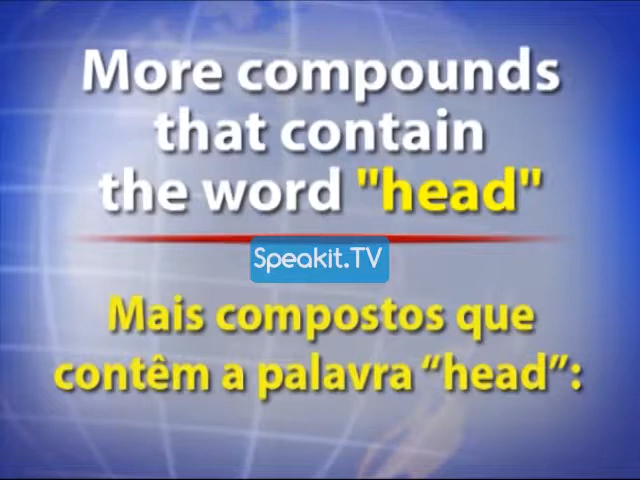 More compounds
that contain
the word "head"
Speakit.TV
Mais compostos que
contêm a palavra “head”: